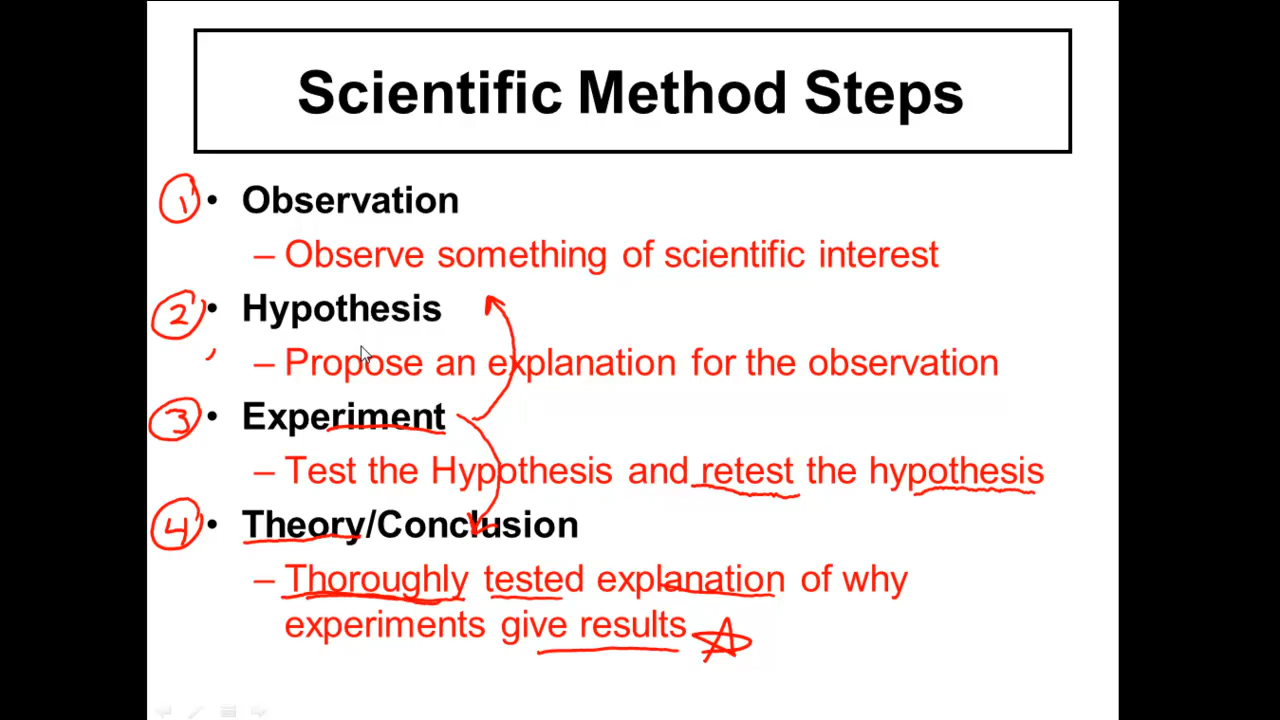 Scientific Method Steps
1 • Observation
– Observe something of scientific interest
2 • Hypothesis
– Propose an explanation for the observation
3 • Experiment
– Test the Hypothesis and retest the hypothesis
4 • Theory/Conclusion
– Thoroughly tested explanation of why
experiments give results